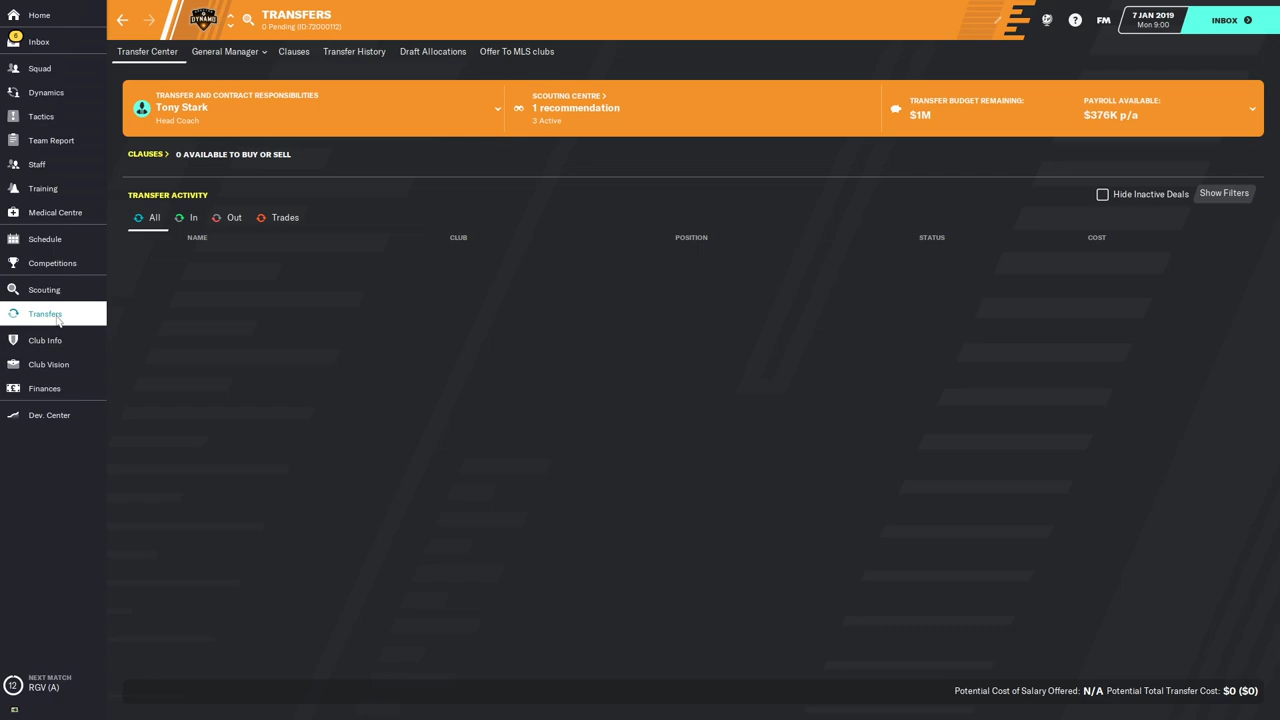 Home
6
Inbox
Squad
Dynamics
Tactics
Team Report
Staff
Training
Medical Centre
Schedule
Competitions
Scouting
Transfers
Club Info
Club Vision
Finances
Dev. Center
12
NEXT MATCH
RGV (A)
DYNAMO
TRANSFERS
0 Pending (ID:72000112)
?
FM
7 JAN 2019
Mon 9:00
INBOX
Transfer Center
General Manager
Clauses
Transfer History
Draft Allocations
Offer To MLS clubs
TRANSFER AND CONTRACT RESPONSIBILITIES
Tony Stark
Head Coach
SCOUTING CENTRE >
1 recommendation
3 Active
TRANSFER BUDGET REMAINING:
$1M
PAYROLL AVAILABLE:
$376K p/a
CLAUSES > 0 AVAILABLE TO BUY OR SELL
TRANSFER ACTIVITY
Hide Inactive Deals
Show Filters
All In Out Trades
NAME CLUB POSITION STATUS COST
Potential Cost of Salary Offered: N/A Potential Total Transfer Cost: $0 ($0)